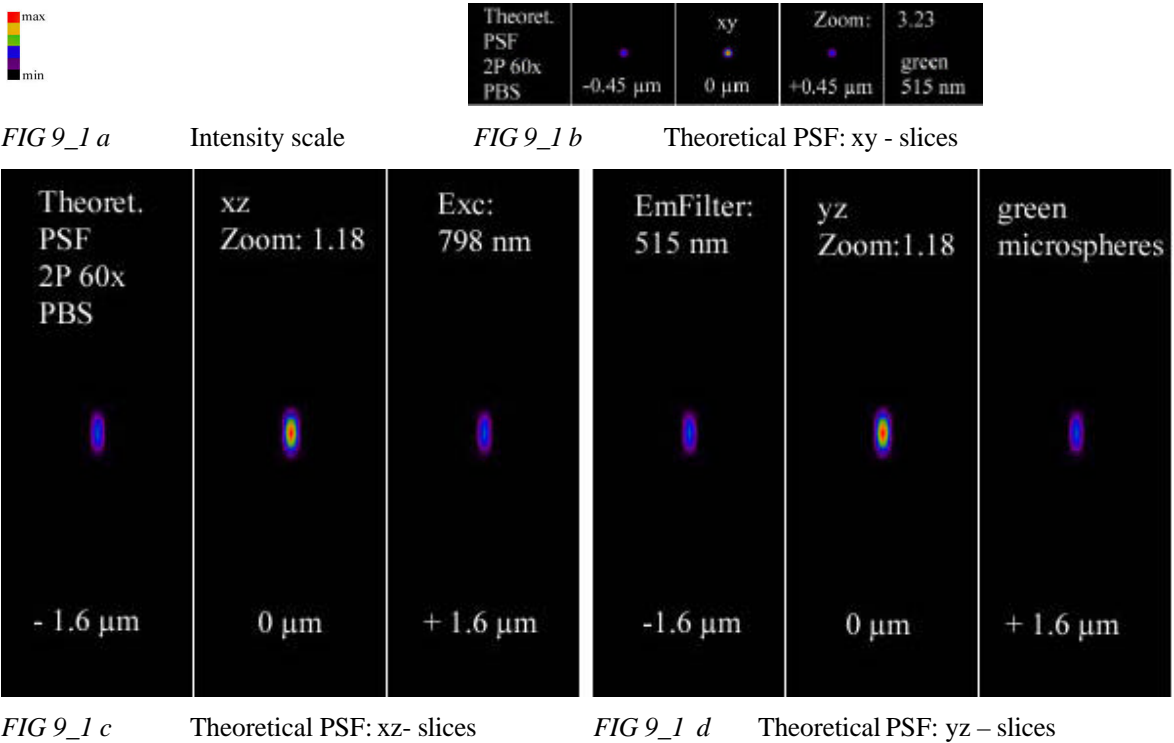 max
min
Theoret.
PSF
2P 60x
PBS
-0.45 µm
xy
0 µm
Zoom:
+0.45 µm
3.23
green
515 nm
FIG 9_1 a Intensity scale
FIG 9_1 b Theoretical PSF: xy - slices
Theoret.
PSF
2P 60x
PBS
- 1.6 µm
xz
Zoom: 1.18
0 µm
Exc:
798 nm
+ 1.6 µm
EmFilter:
515 nm
-1.6 µm
yz
Zoom:1.18
0 µm
green
microspheres
+ 1.6 µm
FIG 9_1 c Theoretical PSF: xz- slices
FIG 9_1 d Theoretical PSF: yz – slices